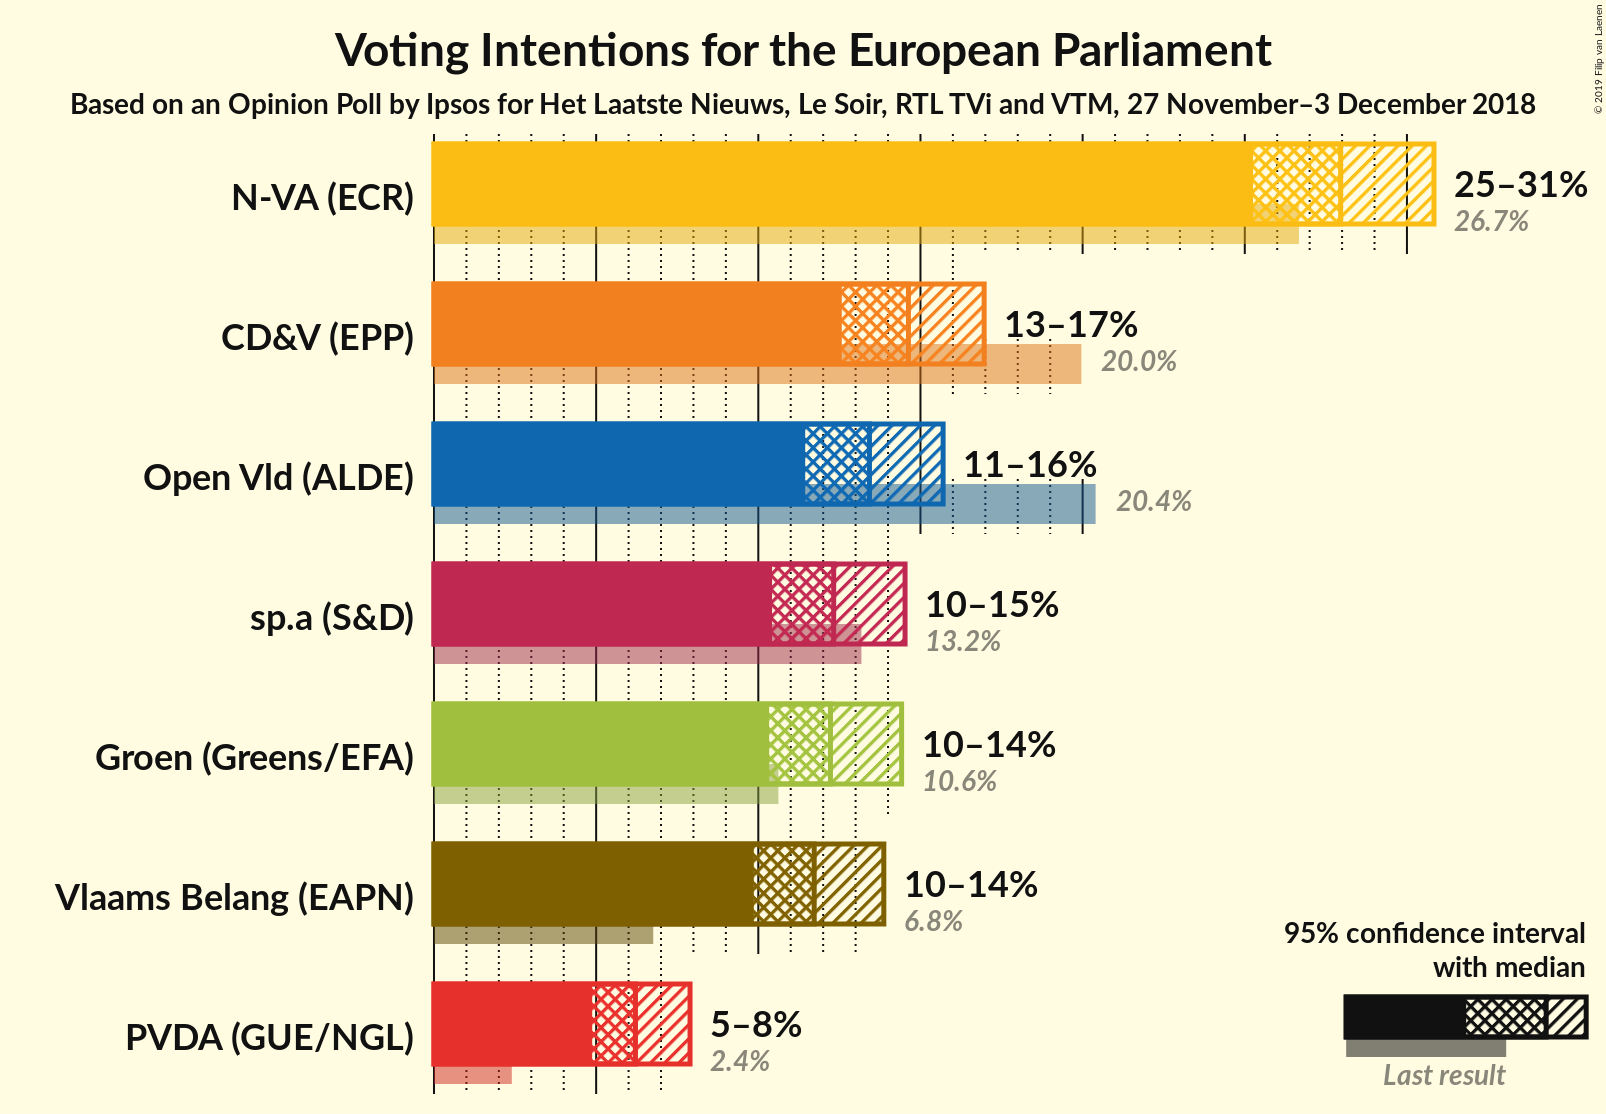 Voting Intentions for the European Parliament
Based on an Opinion Poll by Ipsos for Het Laatste Nieuws, Le Soir, RTL TVi and VTM, 27 November–3 December 2018
© 2019 Filip van Laenen
N-VA (ECR)
25–31%
26.7%
CD&V (EPP)
13–17%
20.0%
Open Vld (ALDE)
11–16%
20.4%
sp.a (S&D)
10–15%
13.2%
Groen (Greens/EFA)
10–14%
10.6%
Vlaams Belang (EAPN)
10–14%
6.8%
PVDA (GUE/NGL)
5–8%
2.4%
95% confidence interval
with median
Last result